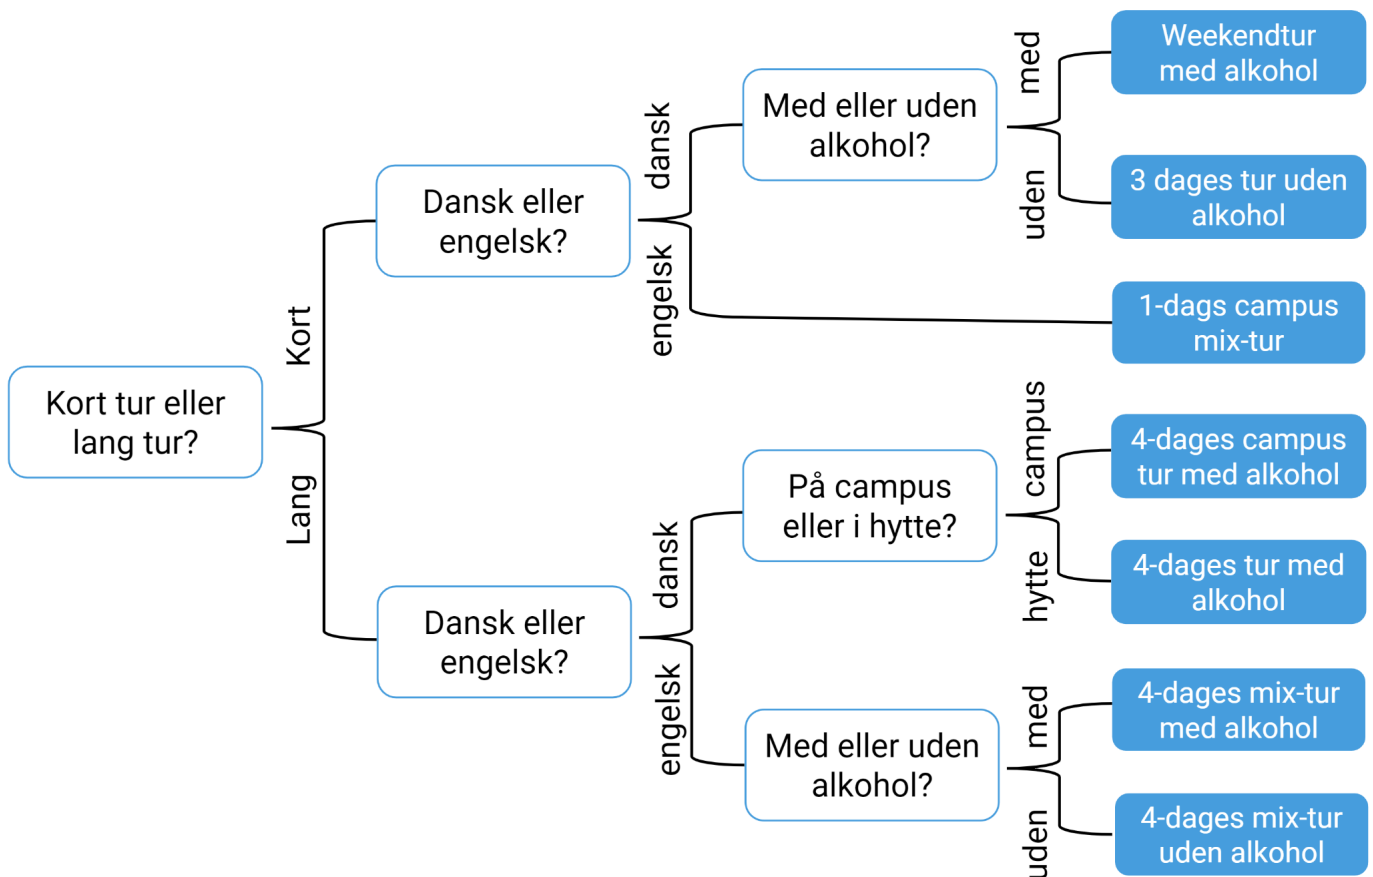 Kort tur eller
lang tur?
Kort
Lang
Dansk eller
engelsk?
dansk
engelsk
Med eller uden
alkohol?
med
uden
Weekendtur
med alkohol
3 dages tur uden
alkohol
1-dags campus
mix-tur
Dansk eller
engelsk?
dansk
engelsk
På campus
eller i hytte?
campus
hytte
4-dages campus
tur med alkohol
4-dages tur med
alkohol
Med eller uden
alkohol?
med
uden
4-dages mix-tur
med alkohol
4-dages mix-tur
uden alkohol